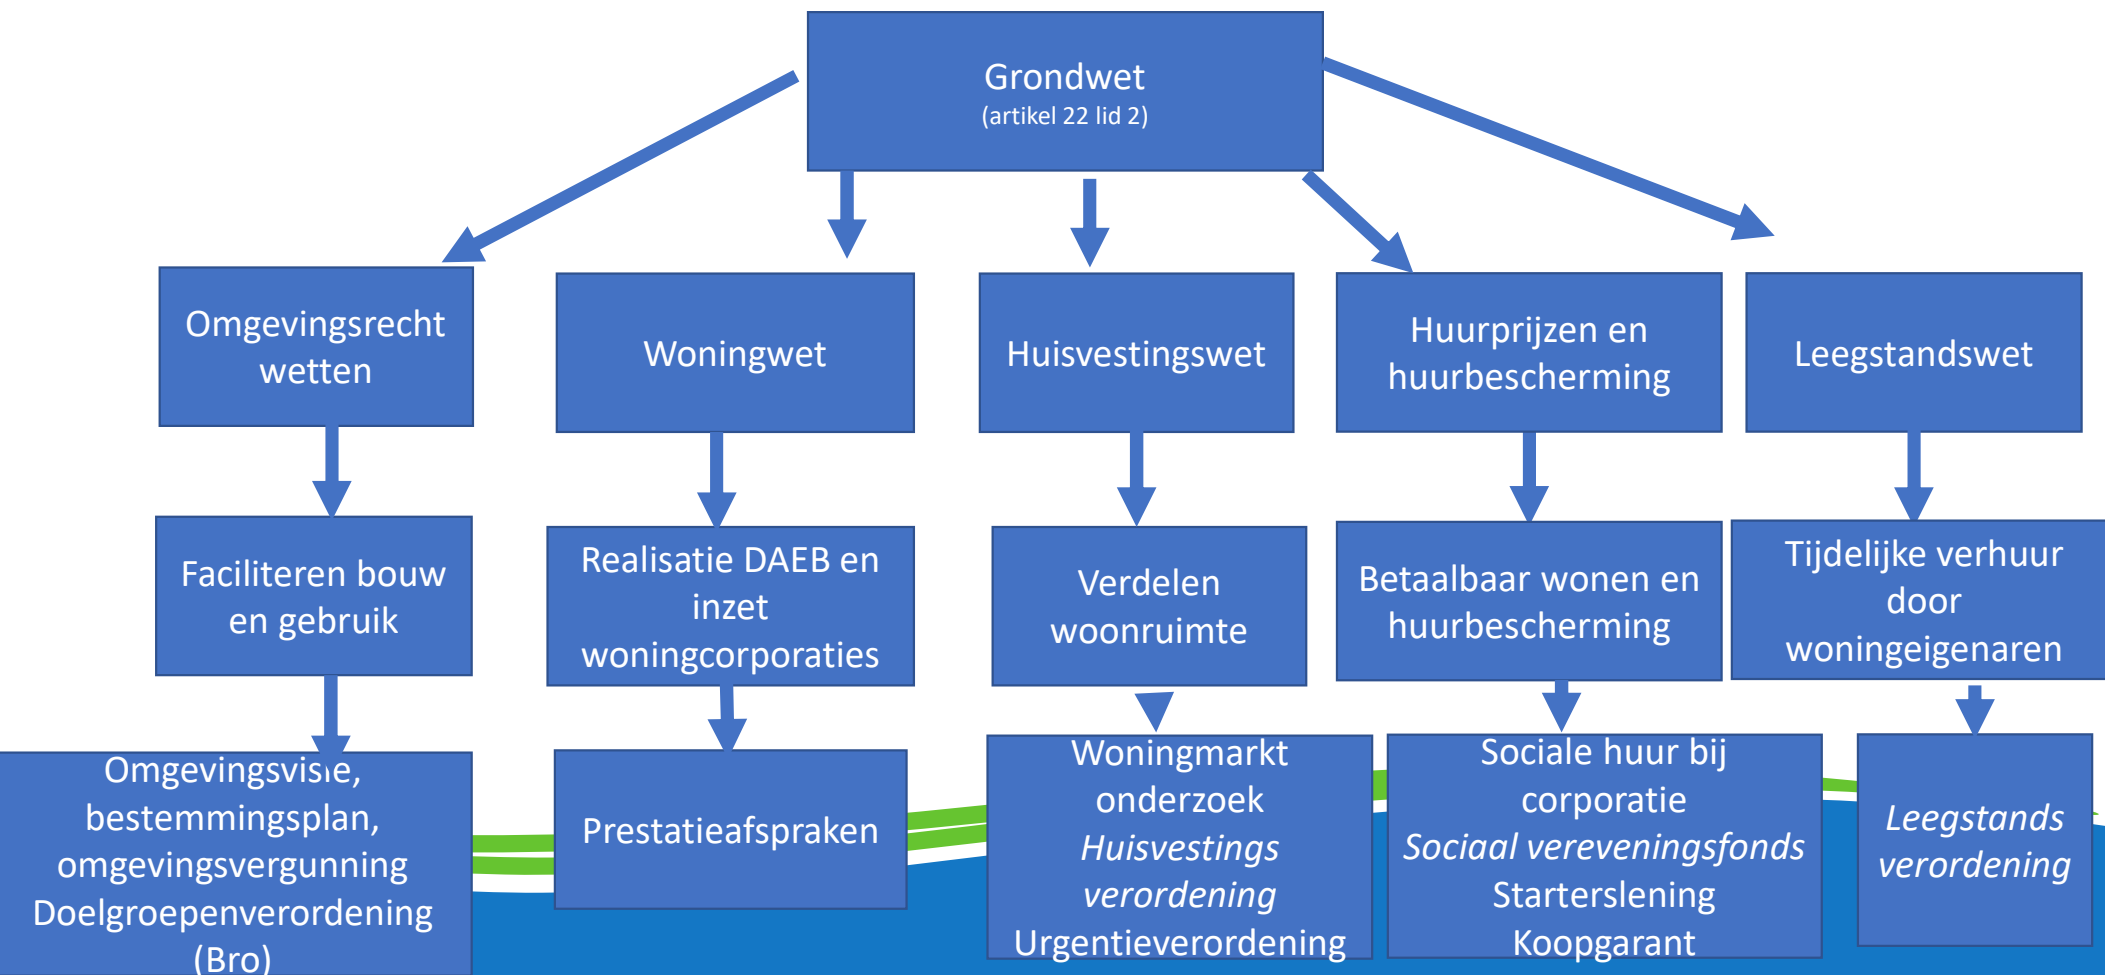 Grondwet
(artikel 22 lid 2)
Omgevingsrecht
wetten
Woningwet
Huisvestingswet
Huurprijzen en
huurbescherming
Leegstandswet
Faciliteren bouw
en gebruik
Realisatie DAEB en
inzet
woningcorporaties
Verdelen
woonruimte
Betaalbaar wonen en
huurbescherming
Tijdelijke verhuur
door
woningeigenaren
Omgevingsvisie,
bestemmingsplan,
omgevingsvergunning
Doelgroepenverordening
(Bro)
Prestatieafspraken
Woningmarkt
onderzoek
Huisvestings
verordening
Urgentieverordening
Sociale huur bij
corporatie
Sociaal vereveningsfonds
Starterslening
Koopgarant
Leegstands
verordening